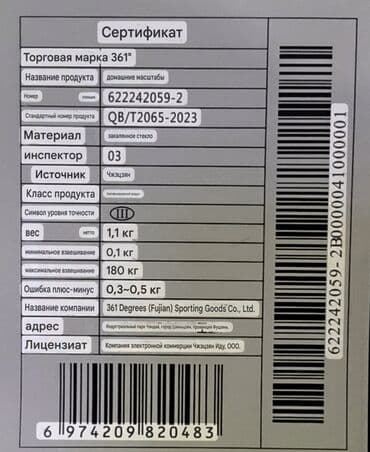 Сертификат
Торговая марка 361°
Название продукта домашние масштабы
Номер 622242059-2
Стандартный номер продукта QB/T2065-2023
Материал закаленное стекло
инспектор 03
Источник Чжэцзян
Класс продукта
Символ уровня точности III
вес нетто 1,1 кг
минимальное взвешивание 0,1 кг
максимальное взвешивание 180 кг
Ошибка плюс-минус 0,3~0,5 кг
Название компании 361 Degrees (Fujian) Sporting Goods Co., Ltd.
адрес Индустриальный парк
Лицензиат Компания электронной коммерции Чжэцзян Иду, ООО.
6 974209 820483
622242059-2B0000041000001